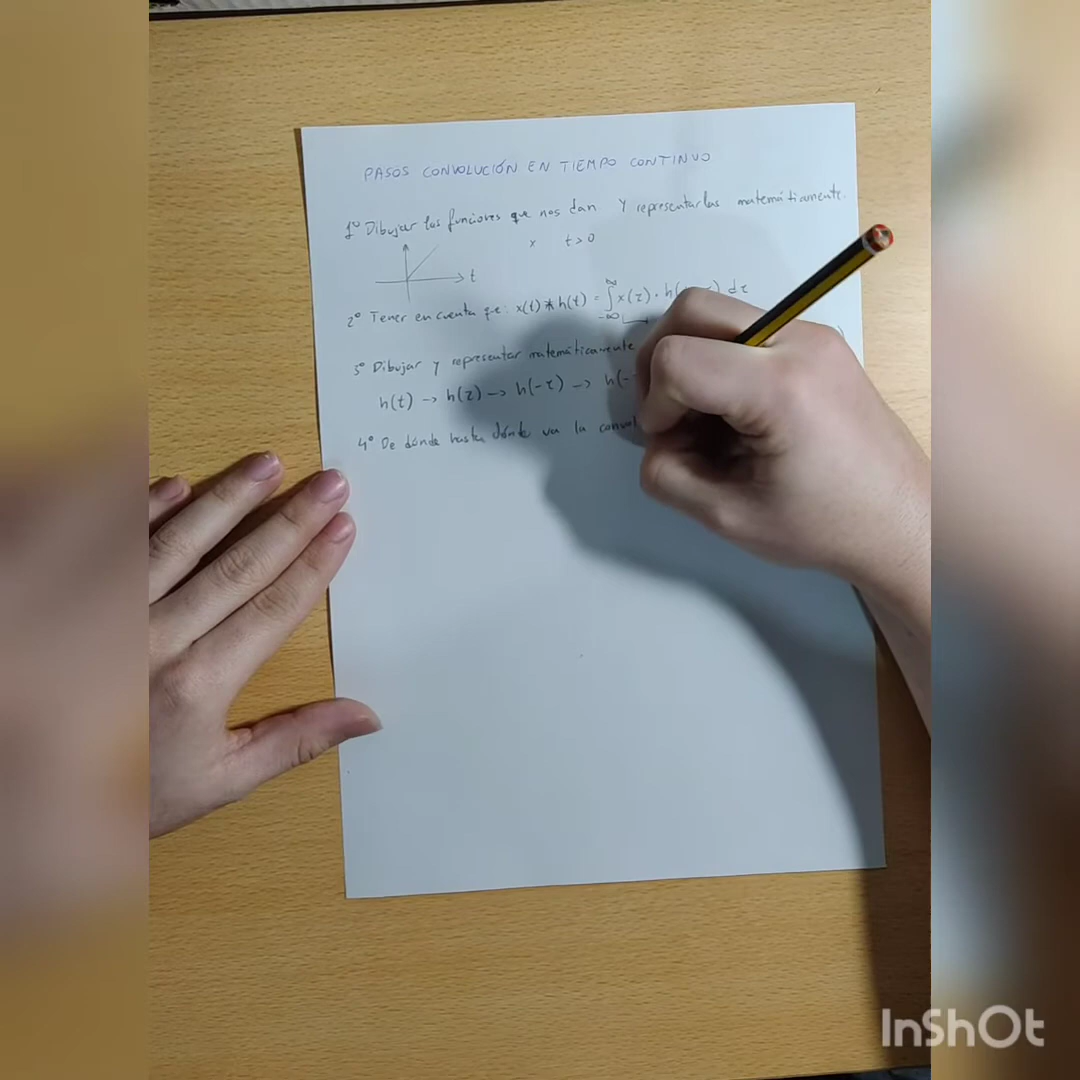 PASOS CONVOLUCIÓN EN TIEMPO CONTINUO
1º Dibujar las funciones que nos dan y representarlas matemáticamente.
x t>0
t
2º Tener en cuenta que: x(t) * h(t) = ∫ x(τ) · h( ) dτ
∞
-∞
3º Dibujar y representar matemáticamente
h(t) → h(τ) → h(-τ) → h(-
4º De dónde hasta dónde va la
InShOt